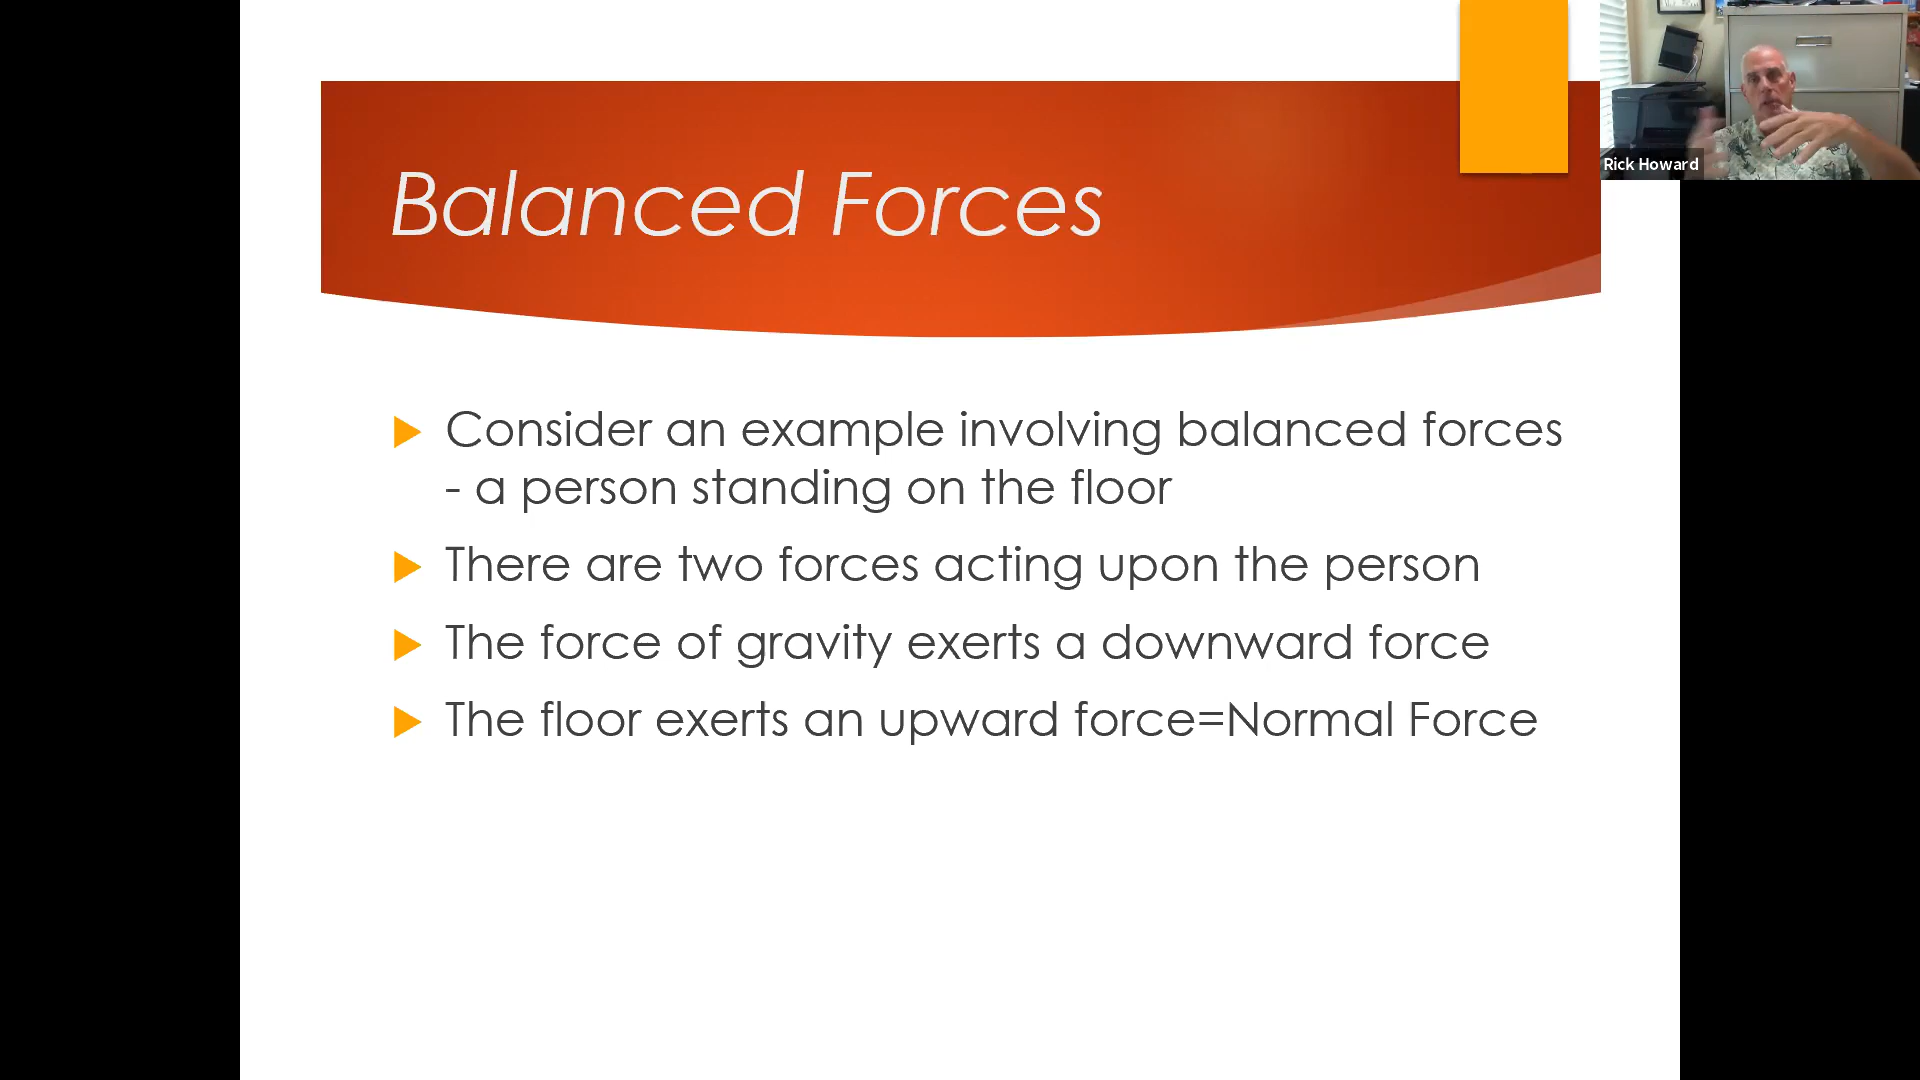 Balanced Forces
Consider an example involving balanced forces
- a person standing on the floor
There are two forces acting upon the person
The force of gravity exerts a downward force
The floor exerts an upward force=Normal Force
Rick Howard